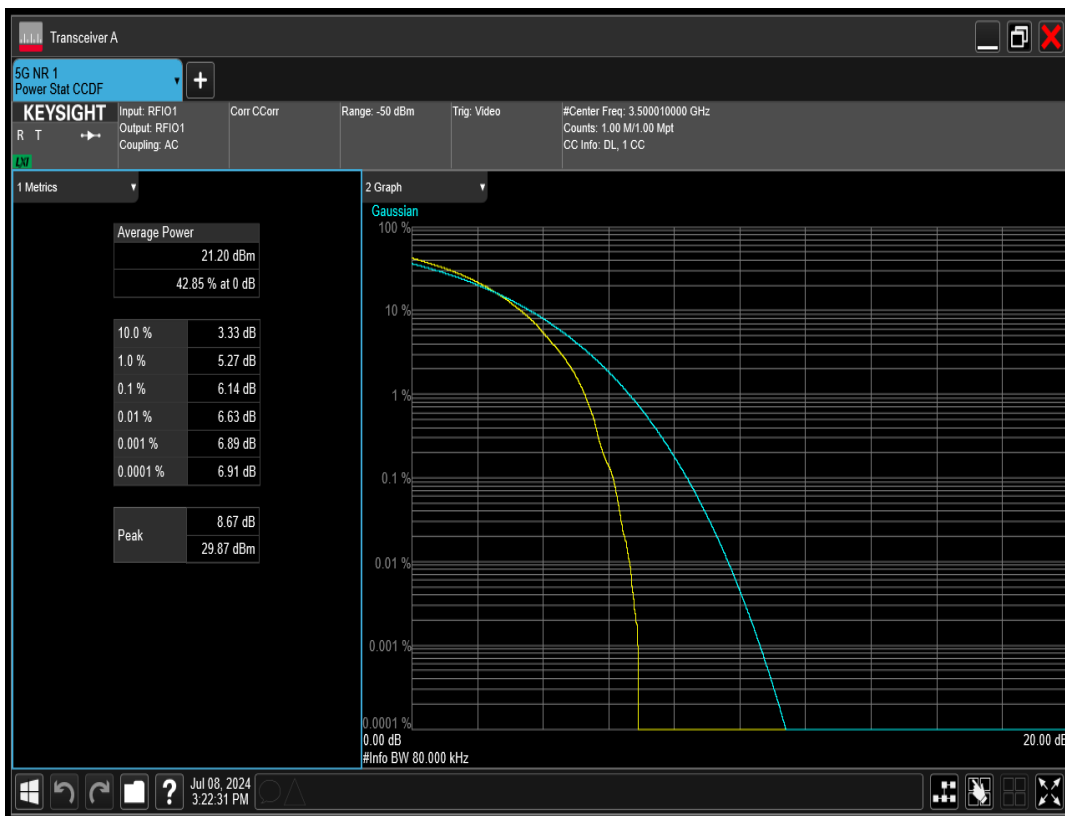 Transceiver A
5G NR 1
Power Stat CCDF
+
KEYSIGHT
R T
LXI
Input: RFIO1
Output: RFIO1
Coupling: AC
Corr CCorr
Range: -50 dBm
Trig: Video
#Center Freq: 3.500010000 GHz
Counts: 1.00 M/1.00 Mpt
CC Info: DL, 1 CC
1 Metrics
Average Power
21.20 dBm
42.85 % at 0 dB
10.0 % 3.33 dB
1.0 % 5.27 dB
0.1 % 6.14 dB
0.01 % 6.63 dB
0.001 % 6.89 dB
0.0001 % 6.91 dB
Peak
8.67 dB
29.87 dBm
2 Graph
Gaussian
100 %
10 %
1 %
0.1 %
0.01 %
0.001 %
0.0001 %
0.00 dB 20.00 dB
#Info BW 80.000 kHz
?
Jul 08, 2024
3:22:31 PM